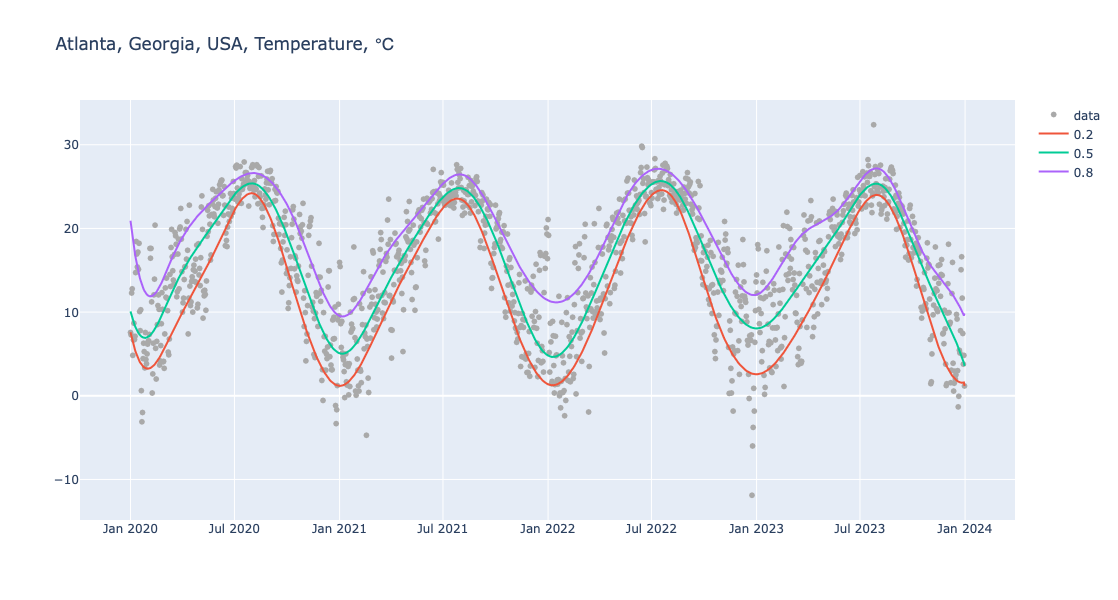 Atlanta, Georgia, USA, Temperature, °C
data
0.2
0.5
0.8
30
20
10
0
−10
Jan 2020 Jul 2020 Jan 2021 Jul 2021 Jan 2022 Jul 2022 Jan 2023 Jul 2023 Jan 2024